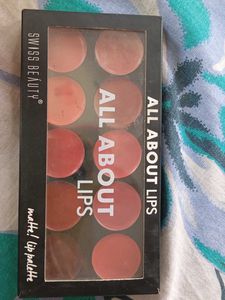 SWISS BEAUTY®
ALL ABOUT
LIPS
ALL ABOUT LIPS
matte! lip palette